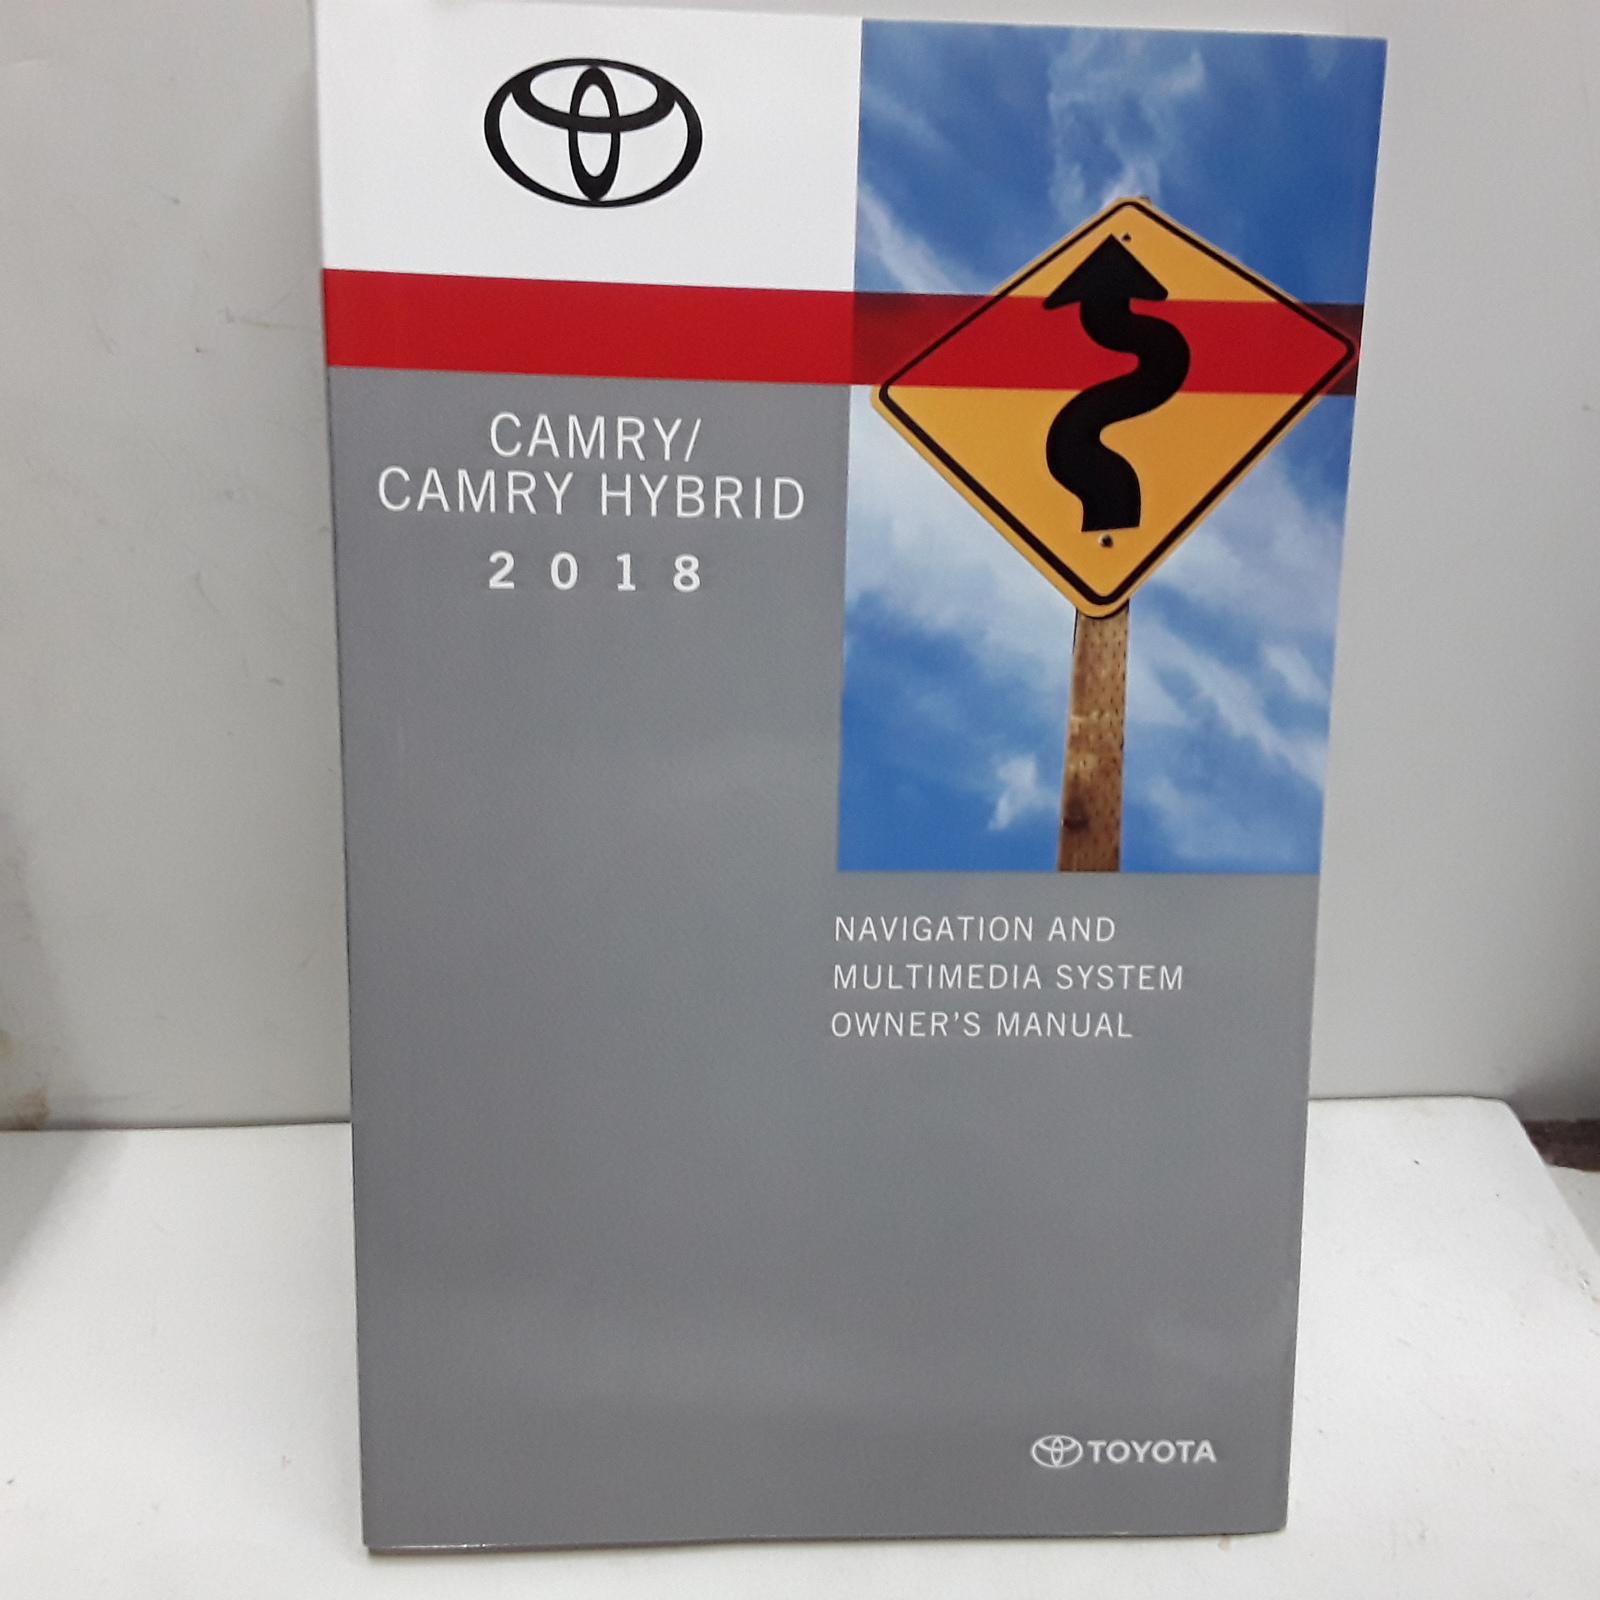 CAMRY/
CAMRY HYBRID
2018
NAVIGATION AND
MULTIMEDIA SYSTEM
OWNER'S MANUAL
TOYOTA